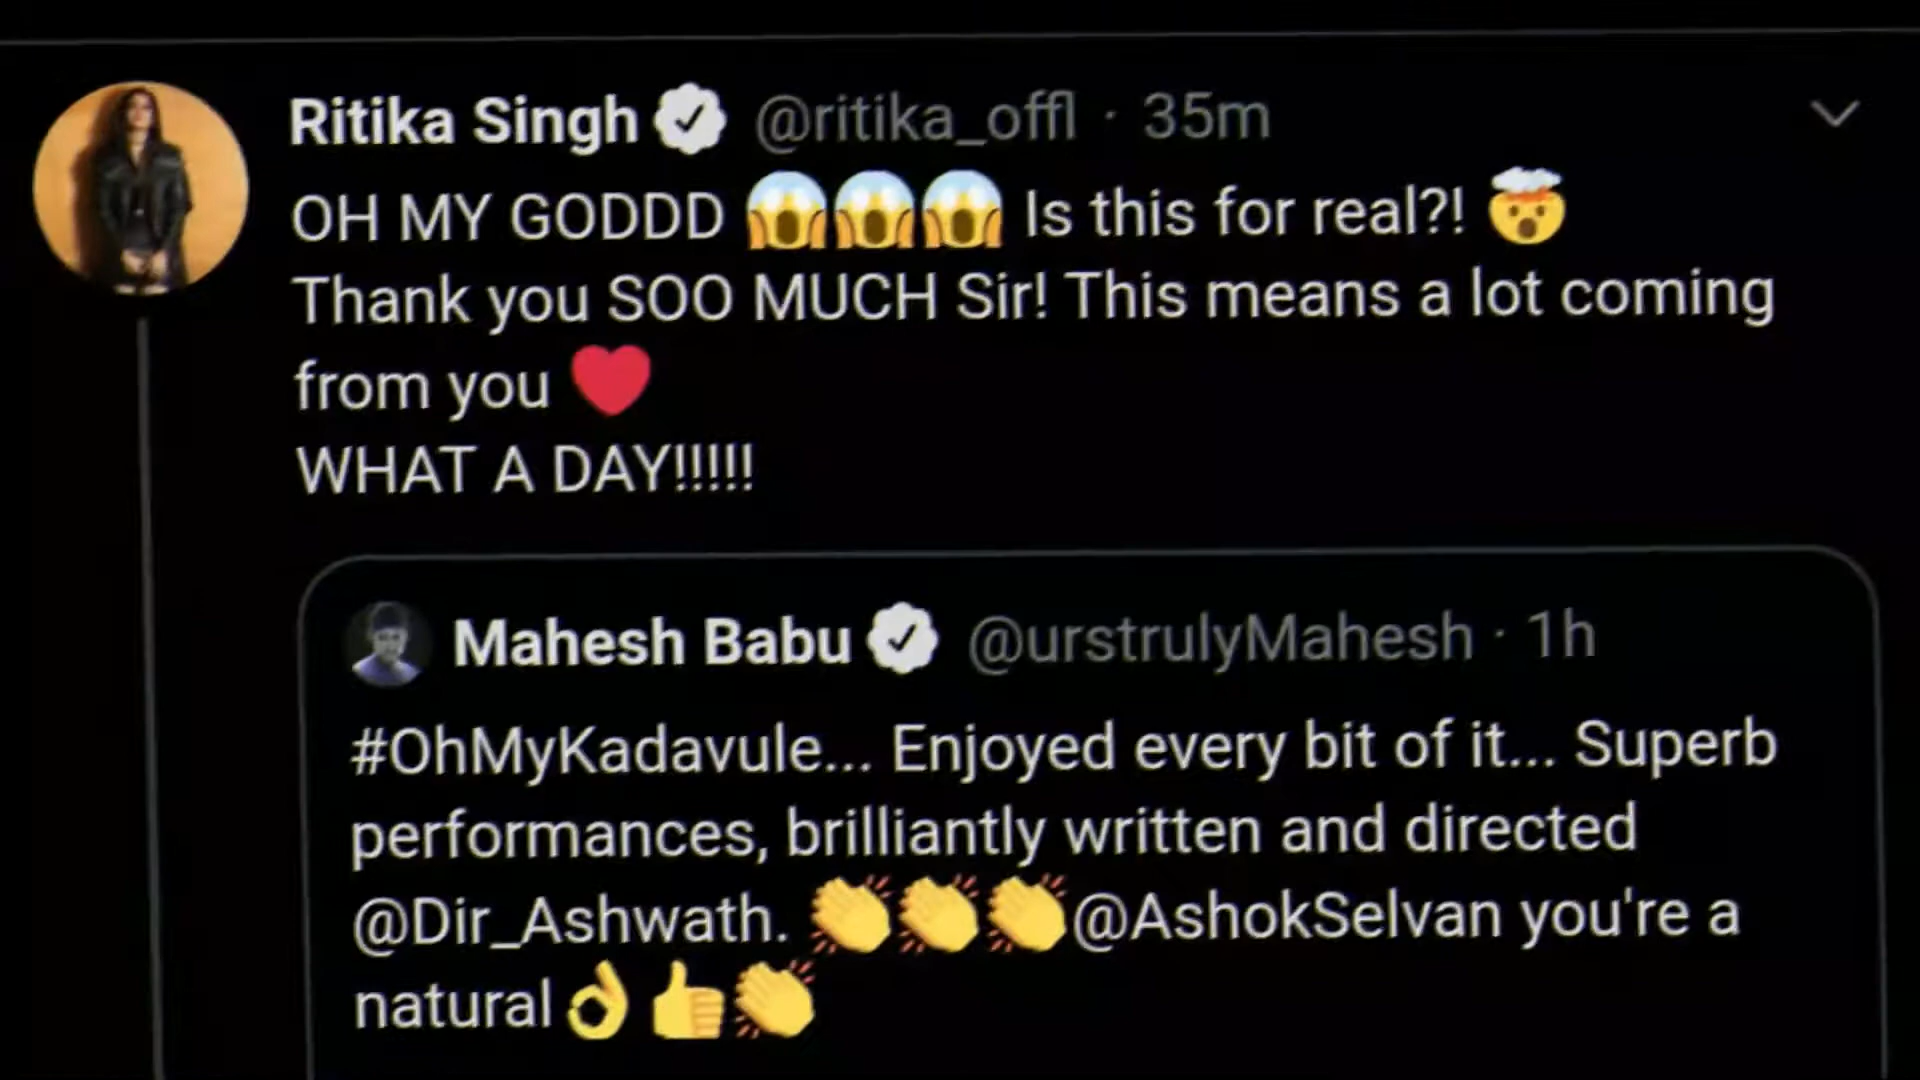 Ritika Singh @ritika_offl · 35m
OH MY GODDD 😱😱😱 Is this for real?! 🤯
Thank you SOO MUCH Sir! This means a lot coming
from you ❤️
WHAT A DAY!!!!!
Mahesh Babu @urstrulyMahesh · 1h
#OhMyKadavule... Enjoyed every bit of it... Superb
performances, brilliantly written and directed
@Dir_Ashwath. 👏👏👏@AshokSelvan you're a
natural👌👍👏